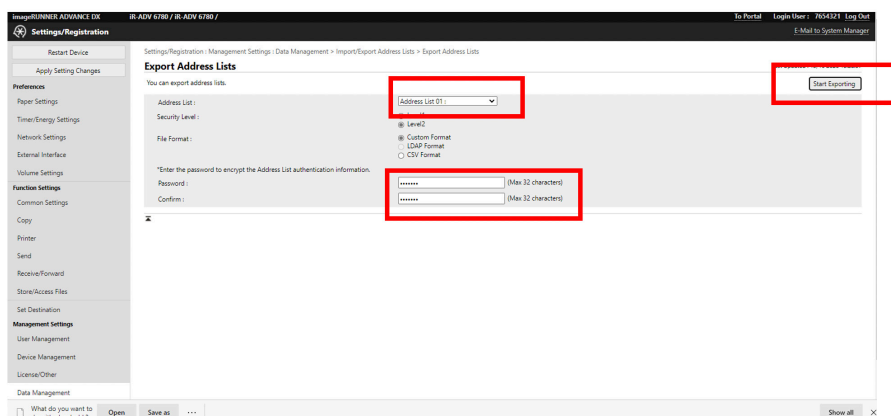 imageRUNNER ADVANCE DX iR-ADV 6780 / iR-ADV 6780 / To Portal Login User : 7654321 Log Out
Settings/Registration E-Mail to System Manager
Restart Device
Apply Setting Changes
Preferences
Paper Settings
Timer/Energy Settings
Network Settings
External Interface
Volume Settings
Function Settings
Common Settings
Copy
Printer
Send
Receive/Forward
Store/Access Files
Set Destination
Management Settings
User Management
Device Management
License/Other
Data Management
Settings/Registration : Management Settings : Data Management > Import/Export Address Lists > Export Address Lists
Export Address Lists
You can export address lists.
Start Exporting
Address List : Address List 01 :
Security Level :
Level2
File Format : Custom Format
LDAP Format
CSV Format
*Enter the password to encrypt the Address List authentication information.
Password : ••••••• (Max 32 characters)
Confirm : ••••••• (Max 32 characters)
What do you want to
Open Save as ··· Show all